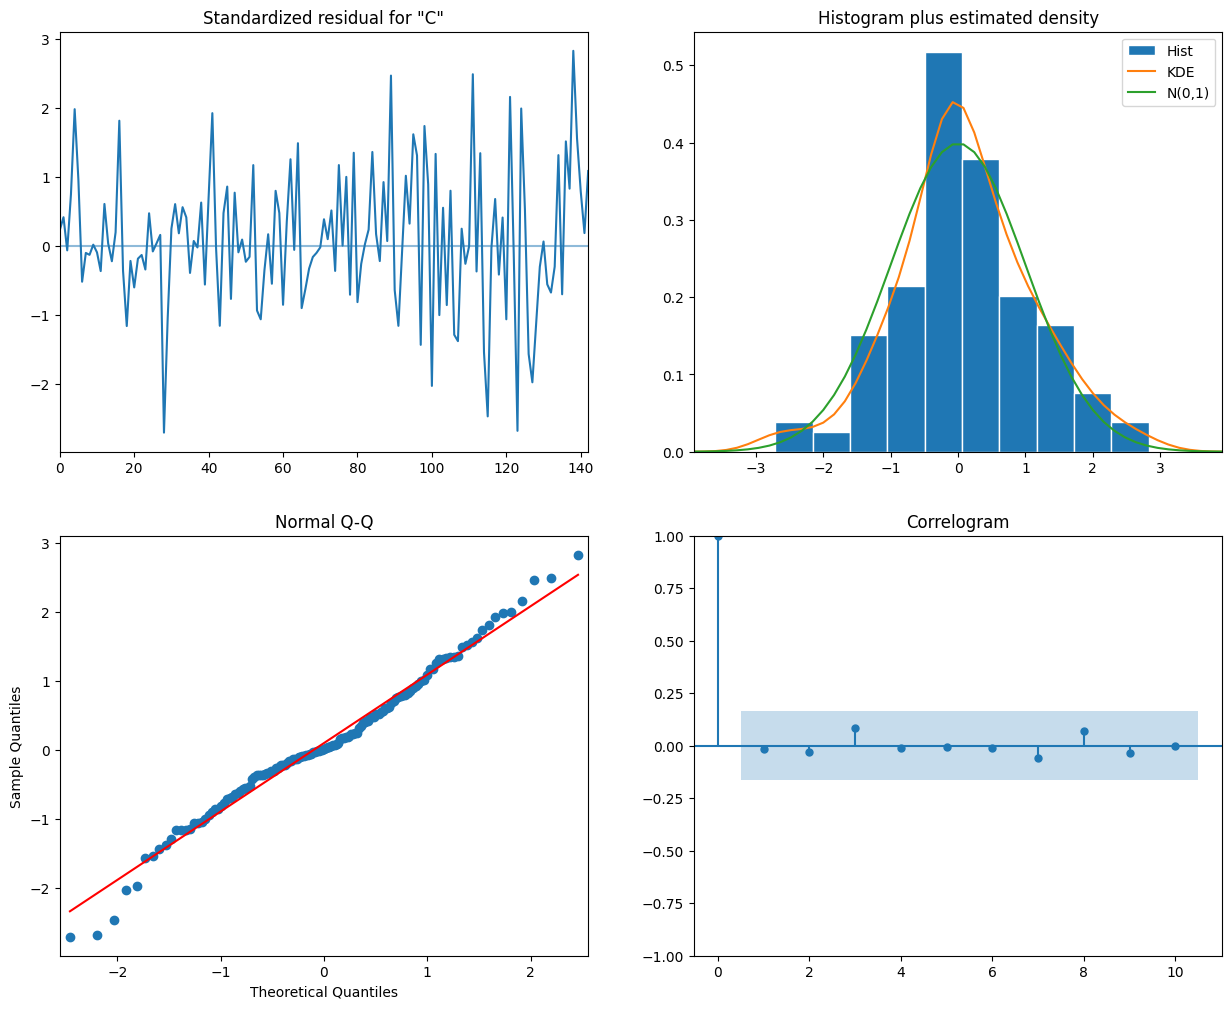 Standardized residual for "C"
3
2
1
0
−1
−2
0 20 40 60 80 100 120 140
Histogram plus estimated density
Hist
KDE
N(0,1)
0.5
0.4
0.3
0.2
0.1
0.0
−3 −2 −1 0 1 2 3
Normal Q-Q
Sample Quantiles
3
2
1
0
−1
−2
−2 −1 0 1 2
Theoretical Quantiles
Correlogram
1.00
0.75
0.50
0.25
0.00
−0.25
−0.50
−0.75
−1.00
0 2 4 6 8 10